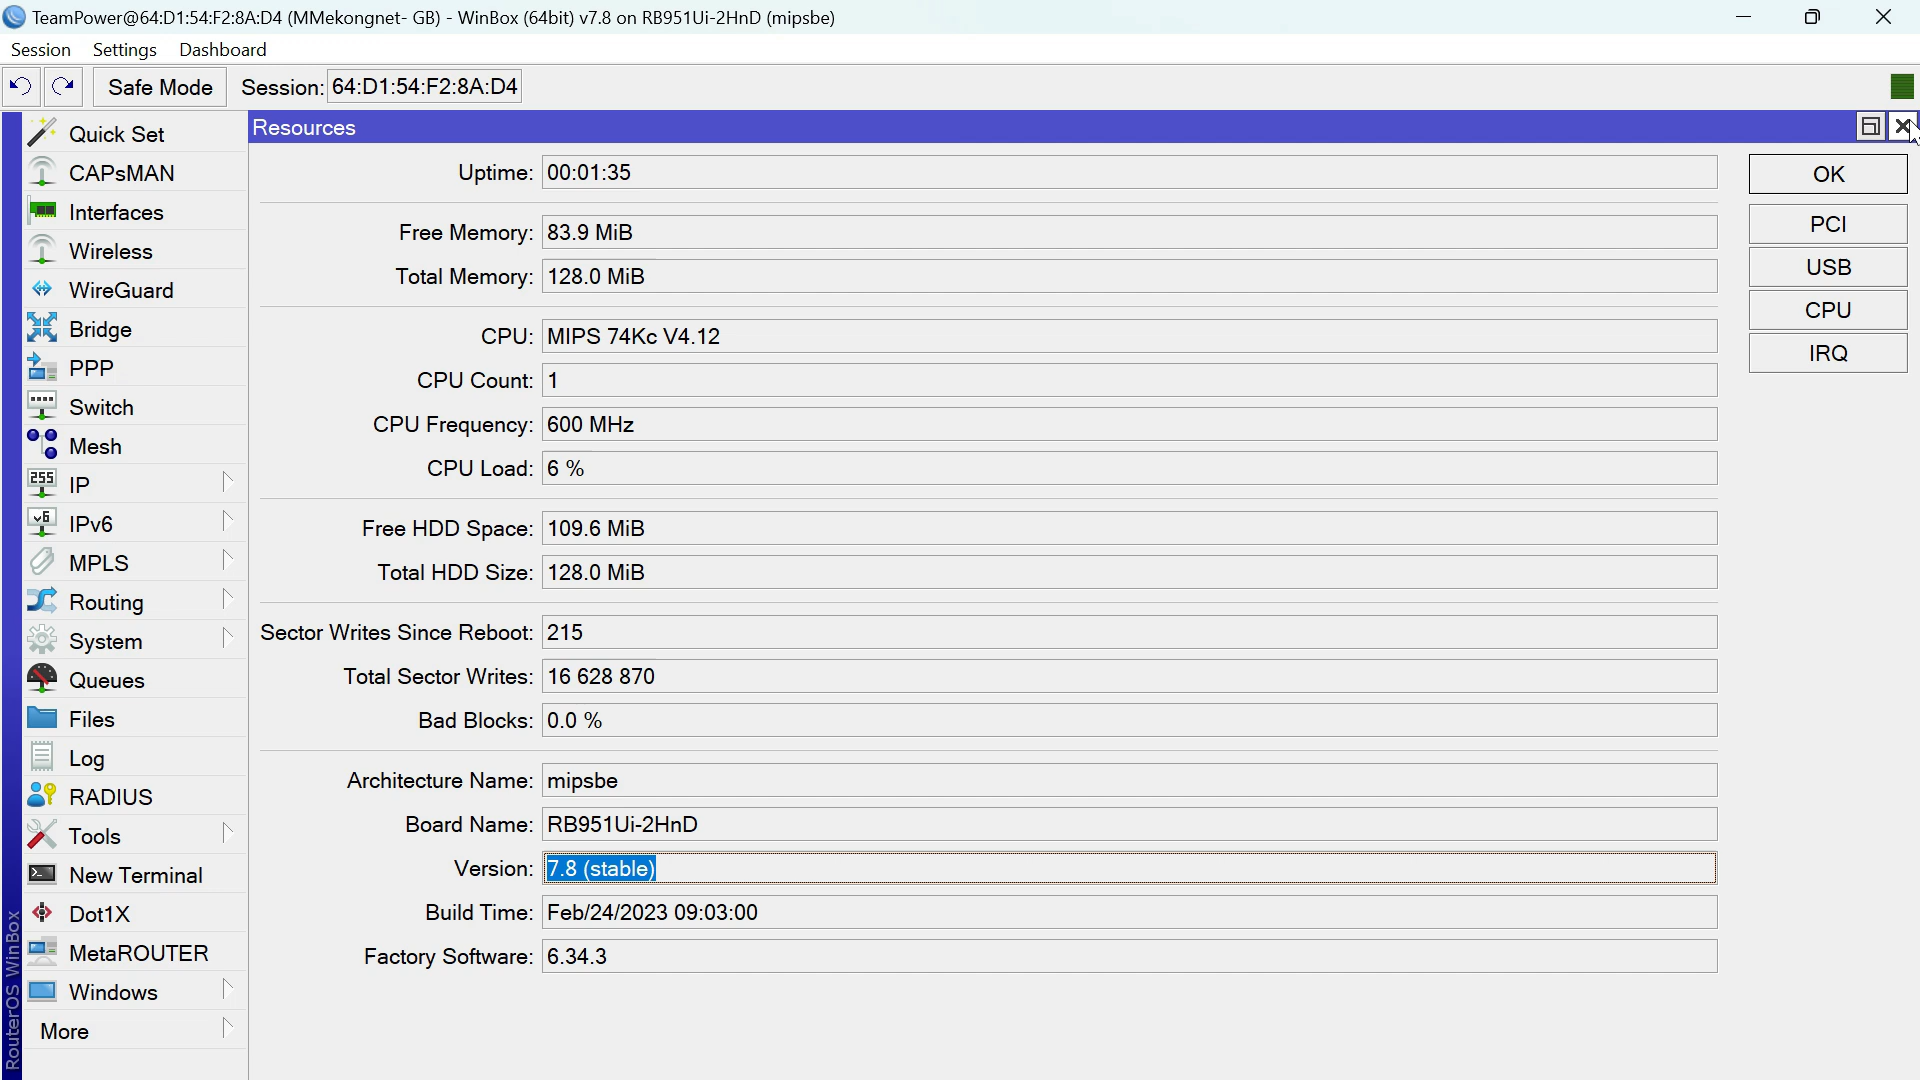 TeamPower@64:D1:54:F2:8A:D4 (MMekongnet- GB) - WinBox (64bit) v7.8 on RB951Ui-2HnD (mipsbe)
Session Settings Dashboard
Safe Mode Session: 64:D1:54:F2:8A:D4
Quick Set
CAPsMAN
Interfaces
Wireless
WireGuard
Bridge
PPP
Switch
Mesh
255 IP
v6 IPv6
MPLS
Routing
System
Queues
Files
Log
RADIUS
Tools
New Terminal
Dot1X
MetaROUTER
Windows
More
RouterOS WinBox
Resources
Uptime: 00:01:35
Free Memory: 83.9 MiB
Total Memory: 128.0 MiB
CPU: MIPS 74Kc V4.12
CPU Count: 1
CPU Frequency: 600 MHz
CPU Load: 6 %
Free HDD Space: 109.6 MiB
Total HDD Size: 128.0 MiB
Sector Writes Since Reboot: 215
Total Sector Writes: 16 628 870
Bad Blocks: 0.0 %
Architecture Name: mipsbe
Board Name: RB951Ui-2HnD
Version: 7.8 (stable)
Build Time: Feb/24/2023 09:03:00
Factory Software: 6.34.3
OK
PCI
USB
CPU
IRQ